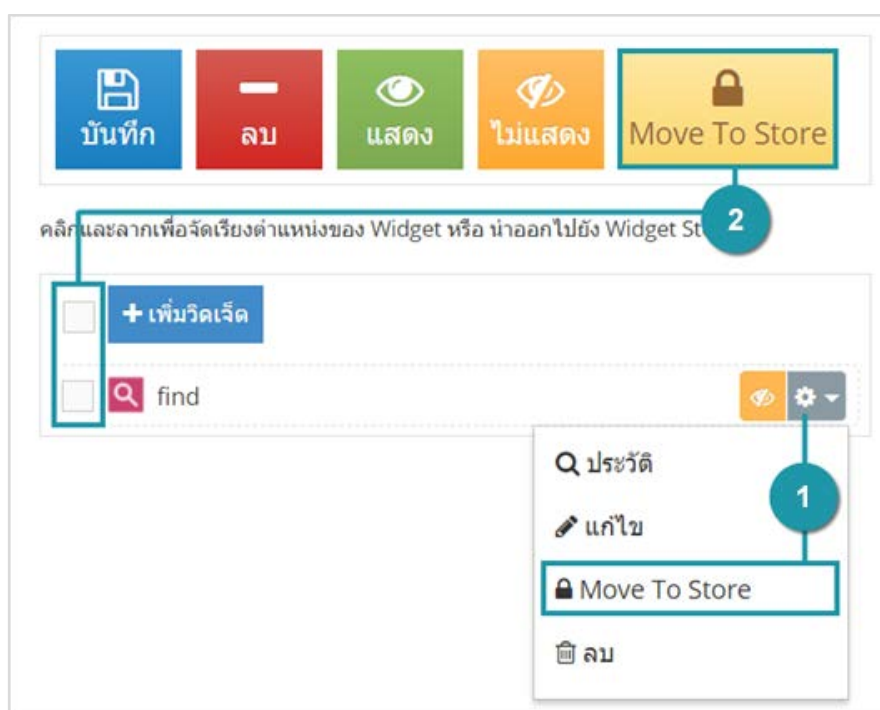 บันทึก ลบ แสดง ไม่แสดง Move To Store
2
คลิกและลากเพื่อจัดเรียงตำแหน่งของ Widget หรือ นำออกไปยัง Widget
+ เพิ่มวิดเจ็ด
find
ประวัติ
1
แก้ไข
Move To Store
ลบ